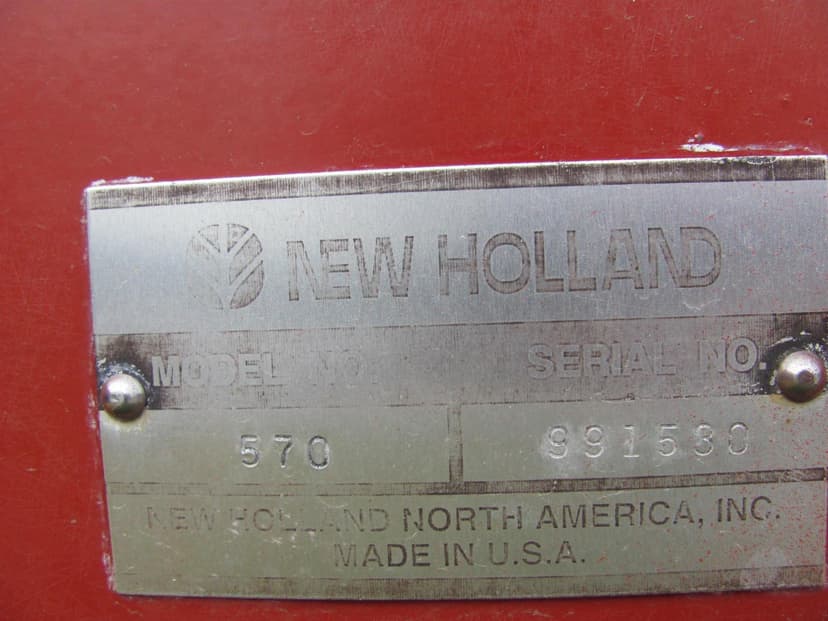 NEW HOLLAND
MODEL NO. SERIAL NO.
570 991530
NEW HOLLAND NORTH AMERICA, INC.
MADE IN U.S.A.